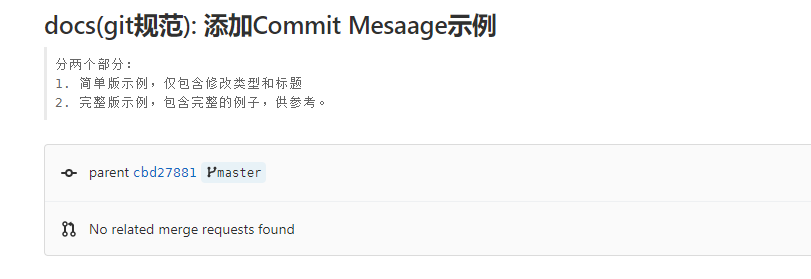 docs(git规范): 添加Commit Mesaage示例
分两个部分：
1. 简单版示例，仅包含修改类型和标题
2. 完整版示例，包含完整的例子，供参考。
parent cbd27881 master
No related merge requests found